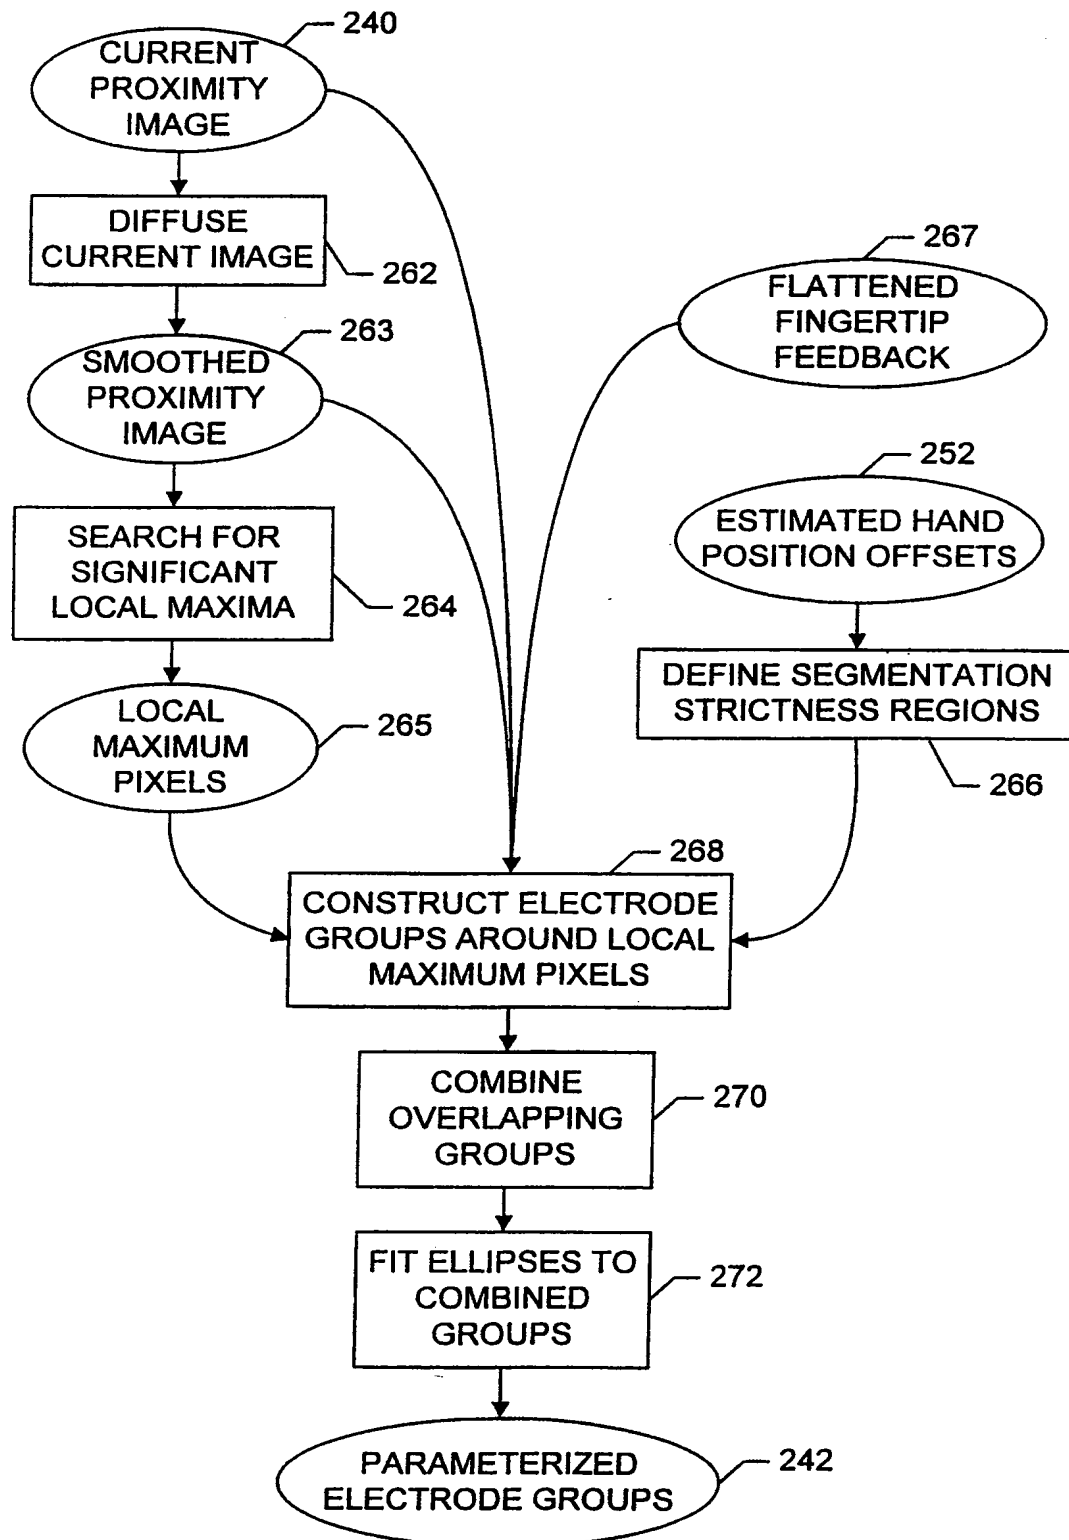 240
CURRENT
PROXIMITY
IMAGE
DIFFUSE
CURRENT IMAGE
262
263
SMOOTHED
PROXIMITY
IMAGE
SEARCH FOR
SIGNIFICANT
LOCAL MAXIMA
264
LOCAL
MAXIMUM
PIXELS
265
267
FLATTENED
FINGERTIP
FEEDBACK
252
ESTIMATED HAND
POSITION OFFSETS
DEFINE SEGMENTATION
STRICTNESS REGIONS
266
268
CONSTRUCT ELECTRODE
GROUPS AROUND LOCAL
MAXIMUM PIXELS
COMBINE
OVERLAPPING
GROUPS
270
FIT ELLIPSES TO
COMBINED
GROUPS
272
PARAMETERIZED
ELECTRODE GROUPS
242